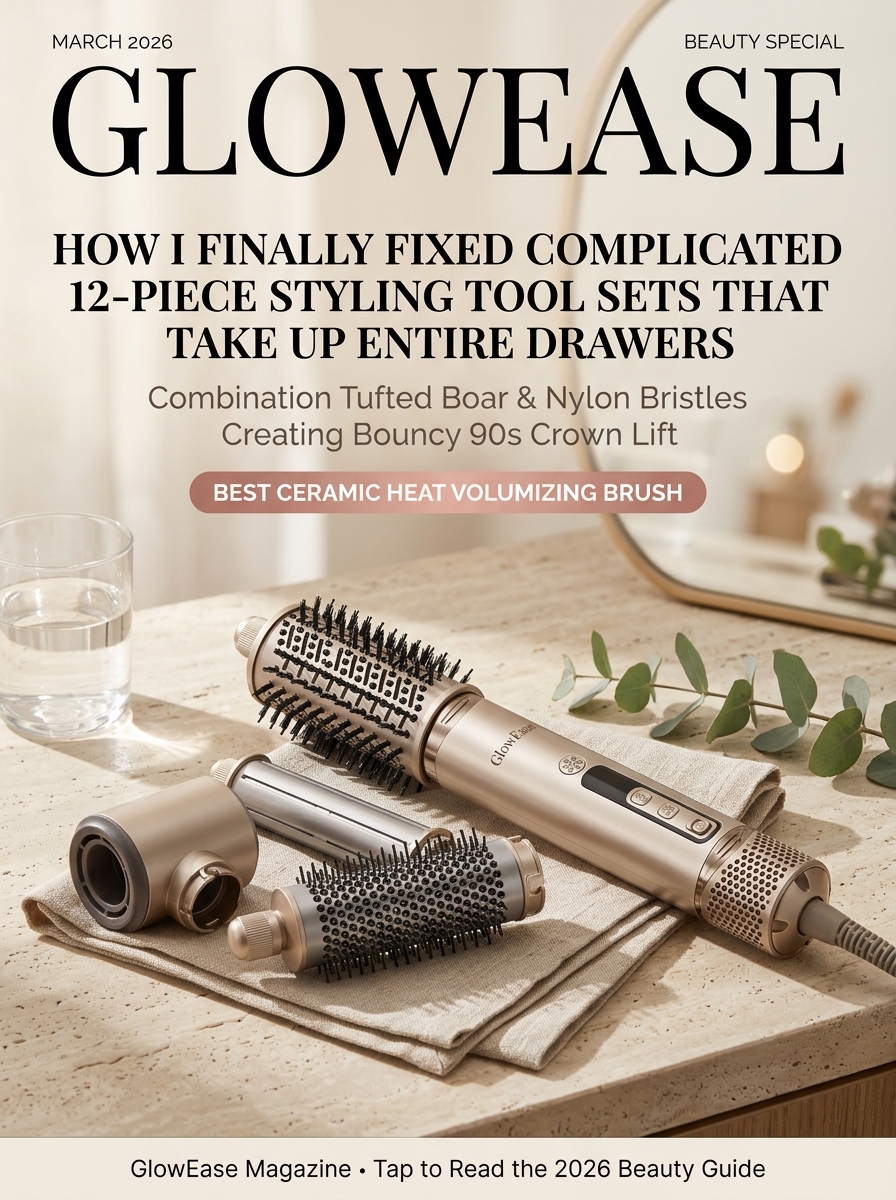 MARCH 2026
BEAUTY SPECIAL
GLOWEASE
HOW I FINALLY FIXED COMPLICATED
12-PIECE STYLING TOOL SETS THAT
TAKE UP ENTIRE DRAWERS
Combination Tufted Boar & Nylon Bristles
Creating Bouncy 90s Crown Lift
BEST CERAMIC HEAT VOLUMIZING BRUSH
GlowEase
GlowEase Magazine • Tap to Read the 2026 Beauty Guide